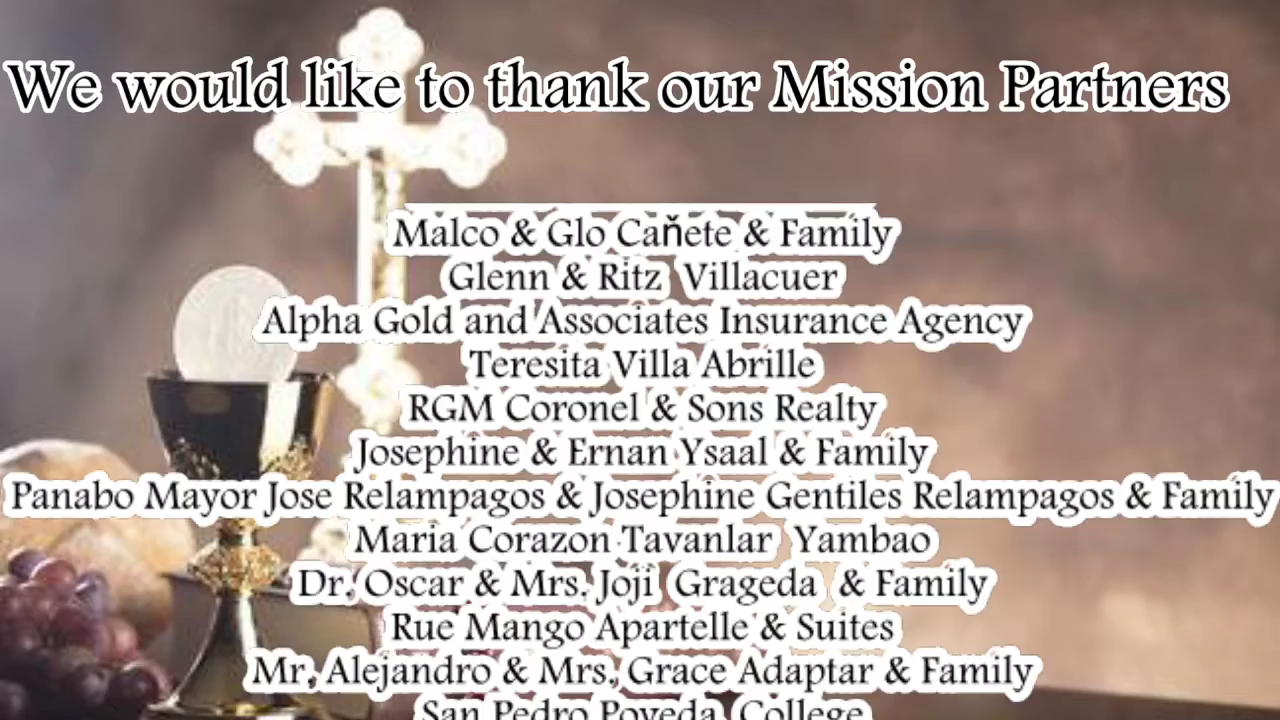 We would like to thank our Mission Partners
Malco & Glo Caňete & Family
Glenn & Ritz Villacuer
Alpha Gold and Associates Insurance Agency
Teresita Villa Abrille
RGM Coronel & Sons Realty
Josephine & Ernan Ysaal & Family
Panabo Mayor Jose Relampagos & Josephine Gentiles Relampagos & Family
Maria Corazon Tavanlar Yambao
Dr. Oscar & Mrs. Joji Grageda & Family
Rue Mango Apartelle & Suites
Mr. Alejandro & Mrs. Grace Adaptar & Family
San Pedro Poveda College